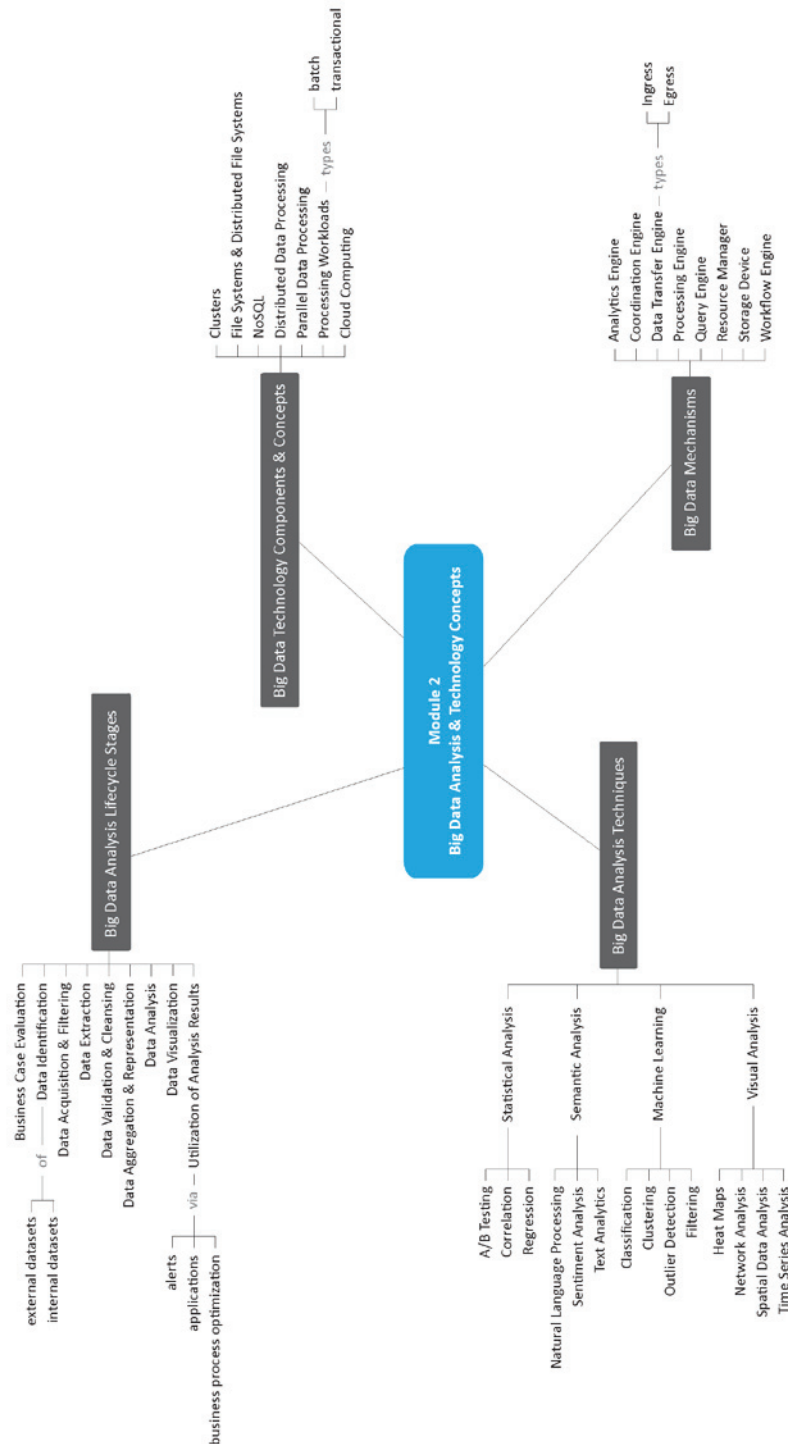 Module 2
Big Data Analysis & Technology Concepts
Big Data Analysis Lifecycle Stages
Business Case Evaluation
Data Identification
of
external datasets
internal datasets
Data Acquisition & Filtering
Data Extraction
Data Validation & Cleansing
Data Aggregation & Representation
Data Analysis
Data Visualization
Utilization of Analysis Results
via
alerts
applications
business process optimization
Big Data Technology Components & Concepts
Clusters
File Systems & Distributed File Systems
NoSQL
Distributed Data Processing
Parallel Data Processing
Processing Workloads
types
batch
transactional
Cloud Computing
Big Data Analysis Techniques
Statistical Analysis
A/B Testing
Correlation
Regression
Semantic Analysis
Natural Language Processing
Sentiment Analysis
Text Analytics
Machine Learning
Classification
Clustering
Outlier Detection
Filtering
Visual Analysis
Heat Maps
Network Analysis
Spatial Data Analysis
Time Series Analysis
Big Data Mechanisms
Analytics Engine
Coordination Engine
Data Transfer Engine
types
Ingress
Egress
Processing Engine
Query Engine
Resource Manager
Storage Device
Workflow Engine